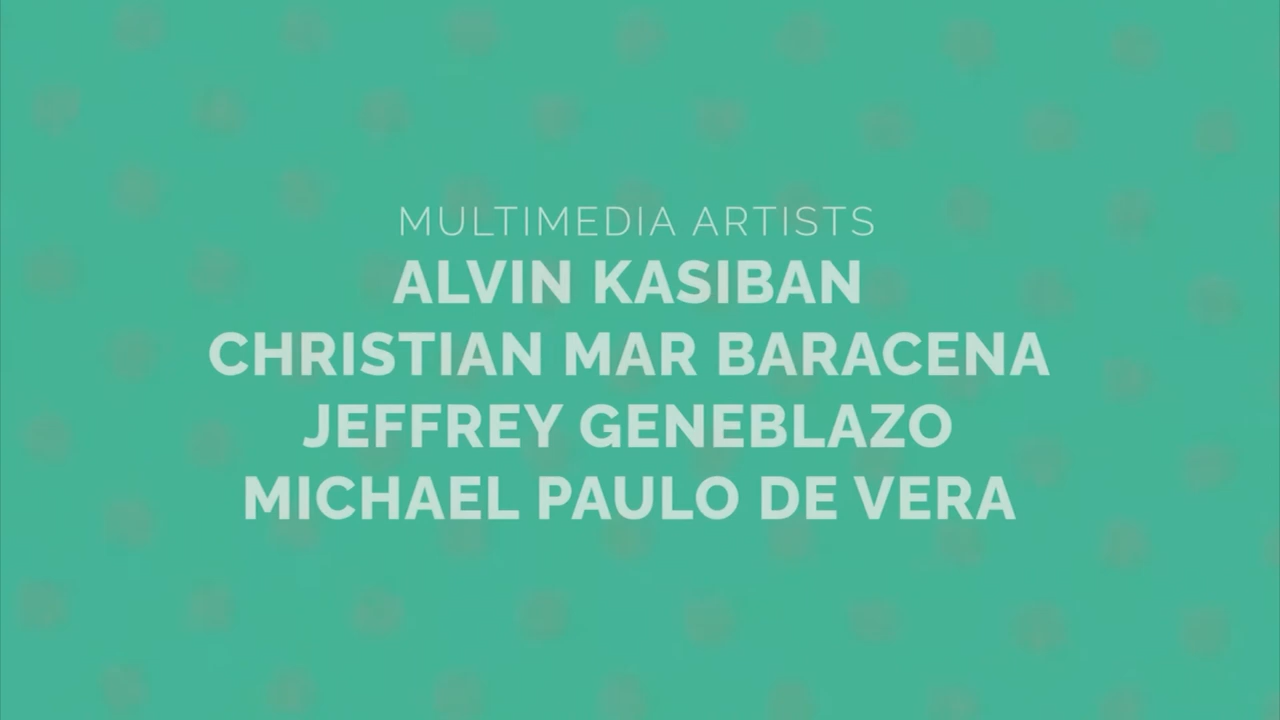 MULTIMEDIA ARTISTS
ALVIN KASIBAN
CHRISTIAN MAR BARACENA
JEFFREY GENEBLAZO
MICHAEL PAULO DE VERA